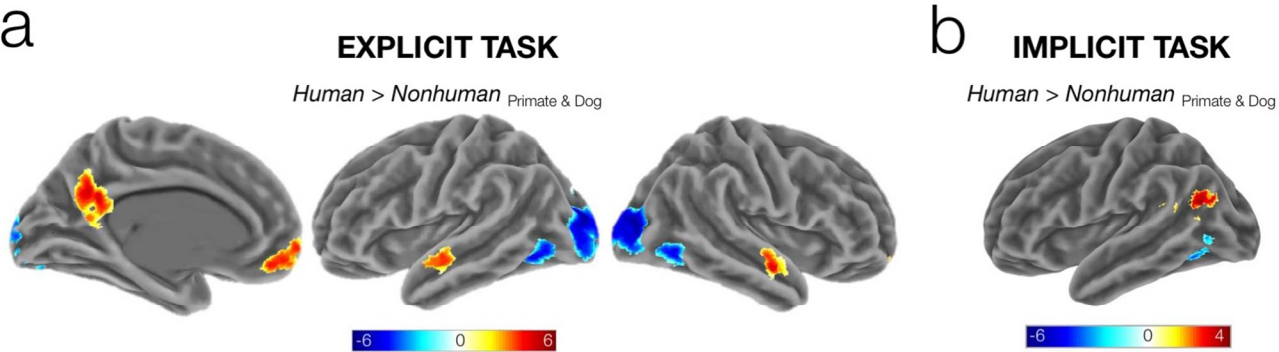 a
EXPLICIT TASK
Human > Nonhuman Primate & Dog
-6 0 6
b
IMPLICIT TASK
Human > Nonhuman Primate & Dog
-6 0 4